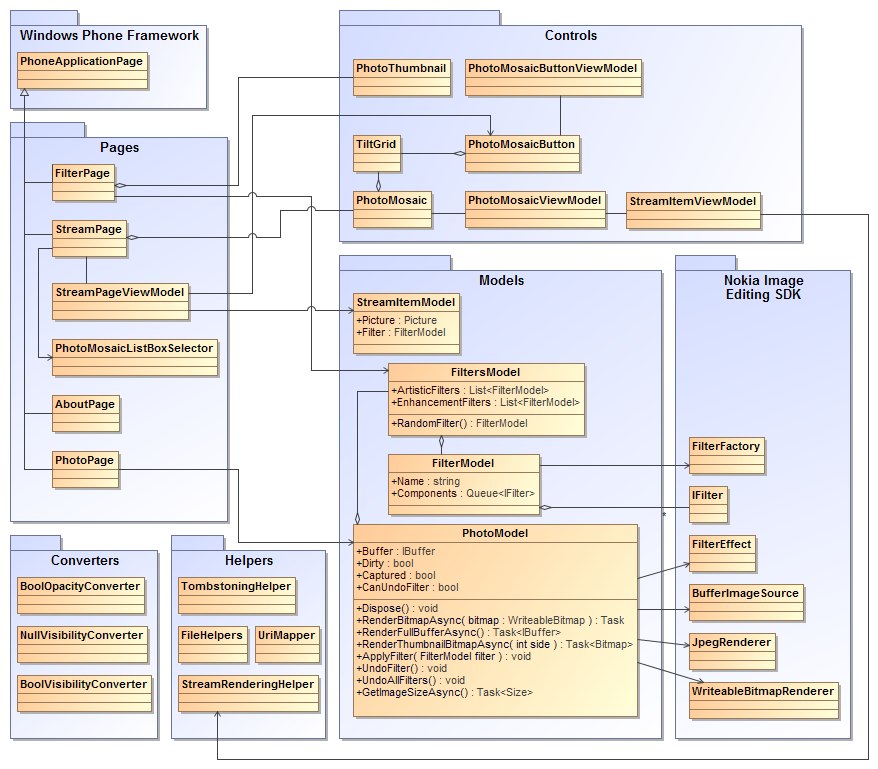 Windows Phone Framework
PhoneApplicationPage
Pages
FilterPage
StreamPage
StreamPageViewModel
PhotoMosaicListBoxSelector
AboutPage
PhotoPage
Controls
PhotoThumbnail
PhotoMosaicButtonViewModel
TiltGrid
PhotoMosaicButton
PhotoMosaic
PhotoMosaicViewModel
StreamItemViewModel
Models
StreamItemModel
+Picture : Picture
+Filter : FilterModel
FiltersModel
+ArtisticFilters : List<FilterModel>
+EnhancementFilters : List<FilterModel>
+RandomFilter() : FilterModel
FilterModel
+Name : string
+Components : Queue<IFilter>
*
PhotoModel
+Buffer : IBuffer
+Dirty : bool
+Captured : bool
+CanUndoFilter : bool
+Dispose() : void
+RenderBitmapAsync( bitmap : WriteableBitmap ) : Task
+RenderFullBufferAsync() : Task<IBuffer>
+RenderThumbnailBitmapAsync( int side ) : Task<Bitmap>
+ApplyFilter( FilterModel filter ) : void
+UndoFilter() : void
+UndoAllFilters() : void
+GetImageSizeAsync() : Task<Size>
Nokia Image
Editing SDK
FilterFactory
IFilter
FilterEffect
BufferImageSource
JpegRenderer
WriteableBitmapRenderer
Converters
BoolOpacityConverter
NullVisibilityConverter
BoolVisibilityConverter
Helpers
TombstoningHelper
FileHelpers
UriMapper
StreamRenderingHelper